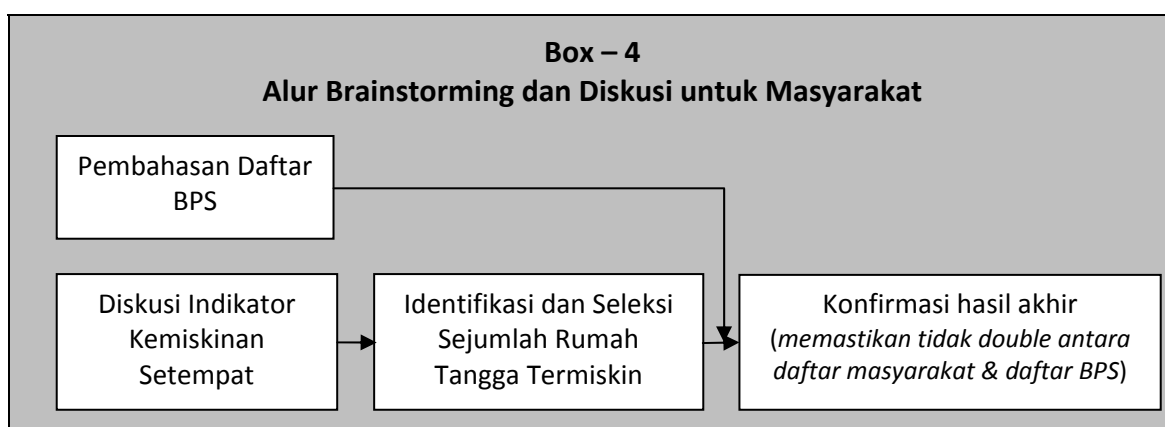 Box – 4
Alur Brainstorming dan Diskusi untuk Masyarakat
Pembahasan Daftar
BPS
Diskusi Indikator
Kemiskinan
Setempat
Identifikasi dan Seleksi
Sejumlah Rumah
Tangga Termiskin
Konfirmasi hasil akhir
(memastikan tidak double antara
daftar masyarakat & daftar BPS)